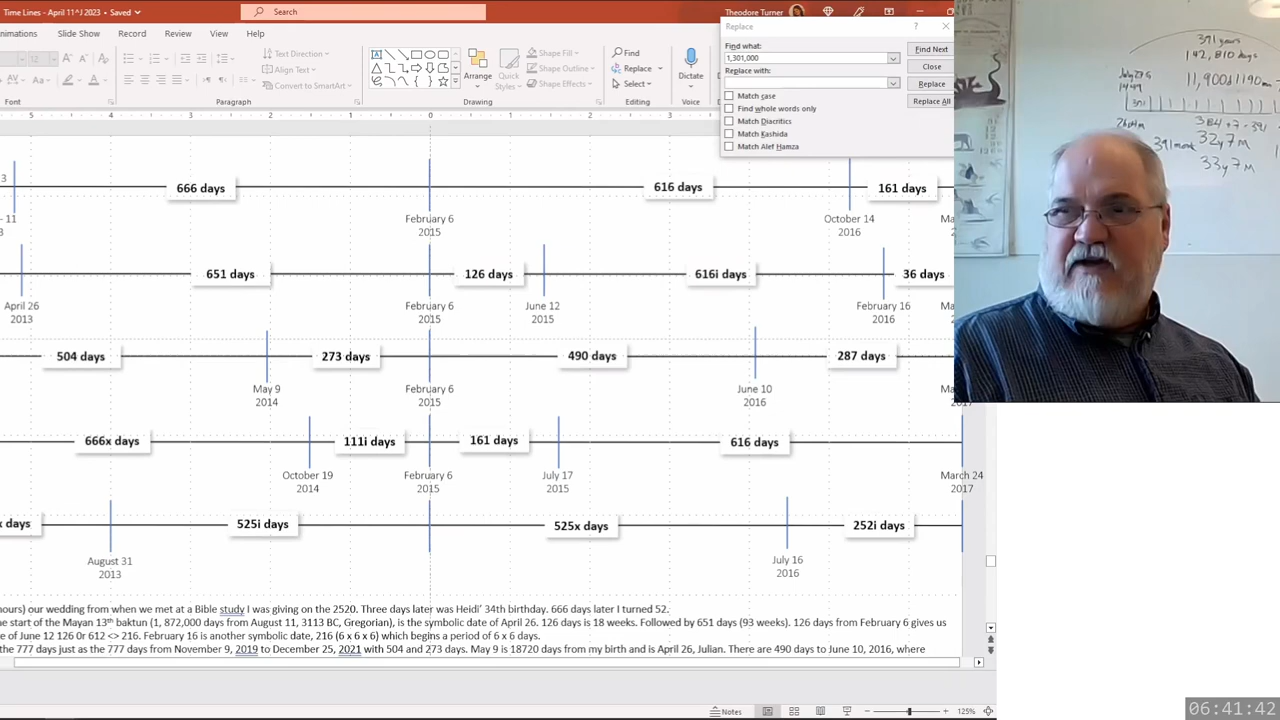 Time Lines - April 11^J 2023 • Saved
Search
Theodore Turner
Slide Show
Record
Review
View
Help
Text Direction
Align Text
Convert to SmartArt
Arrange
Quick Styles
Shape Fill
Shape Outline
Shape Effects
Find
Replace
Select
Dictate
Font
Paragraph
Drawing
Editing
Voice
Replace
Find what:
1,301,000
Replace with:
Match case
Find whole words only
Match Diacritics
Match Kashida
Match Alef Hamza
Find Next
Close
Replace
Replace All
391 years
142,810 days
11,900 d 1190 m
391 mont
32y 7m
33y 7m
666 days
616 days
161 days
February 6
2015
October 14
2016
651 days
126 days
616i days
36 days
April 26
2013
February 6
2015
June 12
2015
February 16
2016
504 days
273 days
490 days
287 days
May 9
2014
February 6
2015
June 10
2016
2017
666x days
111i days
161 days
616 days
October 19
2014
February 6
2015
July 17
2015
March 24
2017
x days
525i days
525x days
252i days
August 31
2013
July 16
2016
hours) our wedding from when we met at a Bible study I was giving on the 2520. Three days later was Heidi' 34th birthday. 666 days later I turned 52.
e start of the Mayan 13th baktun (1, 872,000 days from August 11, 3113 BC, Gregorian), is the symbolic date of April 26. 126 days is 18 weeks. Followed by 651 days (93 weeks). 126 days from February 6 gives us
e of June 12 126 0r 612 <> 216. February 16 is another symbolic date, 216 (6 x 6 x 6) which begins a period of 6 x 6 days.
the 777 days just as the 777 days from November 9, 2019 to December 25, 2021 with 504 and 273 days. May 9 is 18720 days from my birth and is April 26, Julian. There are 490 days to June 10, 2016, where
Notes
125%
06:41:42